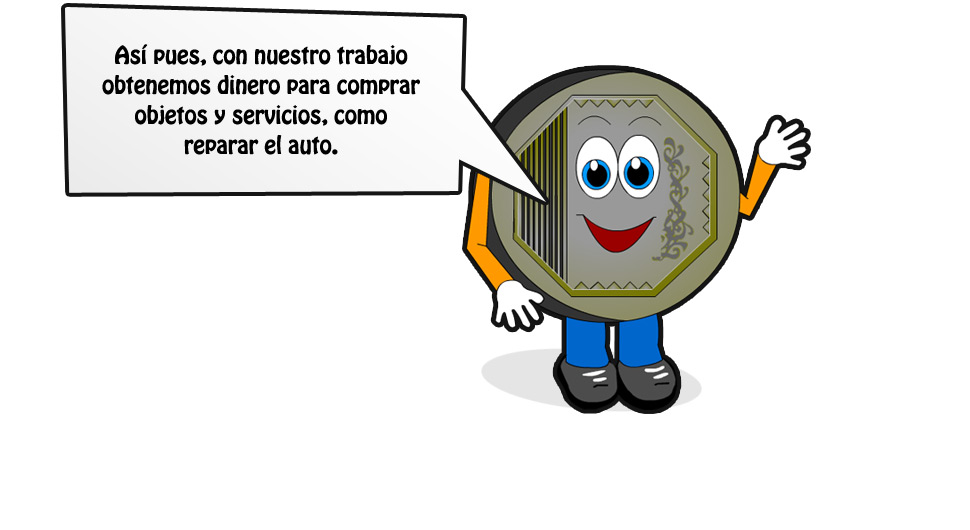 Así pues, con nuestro trabajo
obtenemos dinero para comprar
objetos y servicios, como
reparar el auto.